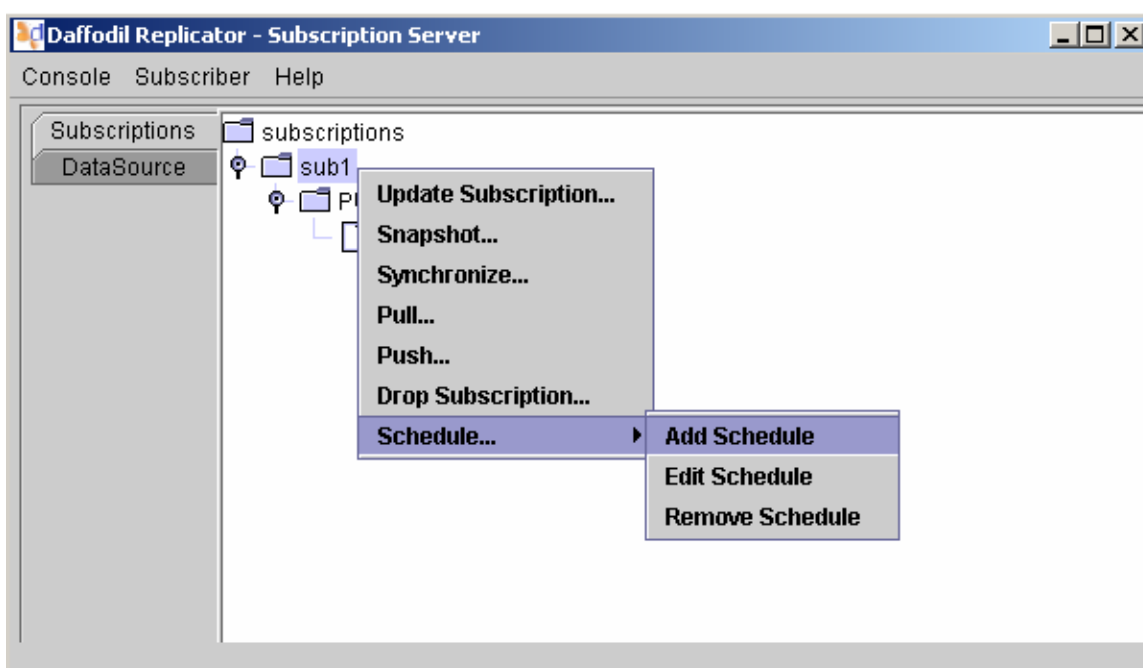 Daffodil Replicator - Subscription Server
Console Subscriber Help
Subscriptions
DataSource
subscriptions
sub1
Update Subscription...
Snapshot...
Synchronize...
Pull...
Push...
Drop Subscription...
Schedule...
Add Schedule
Edit Schedule
Remove Schedule